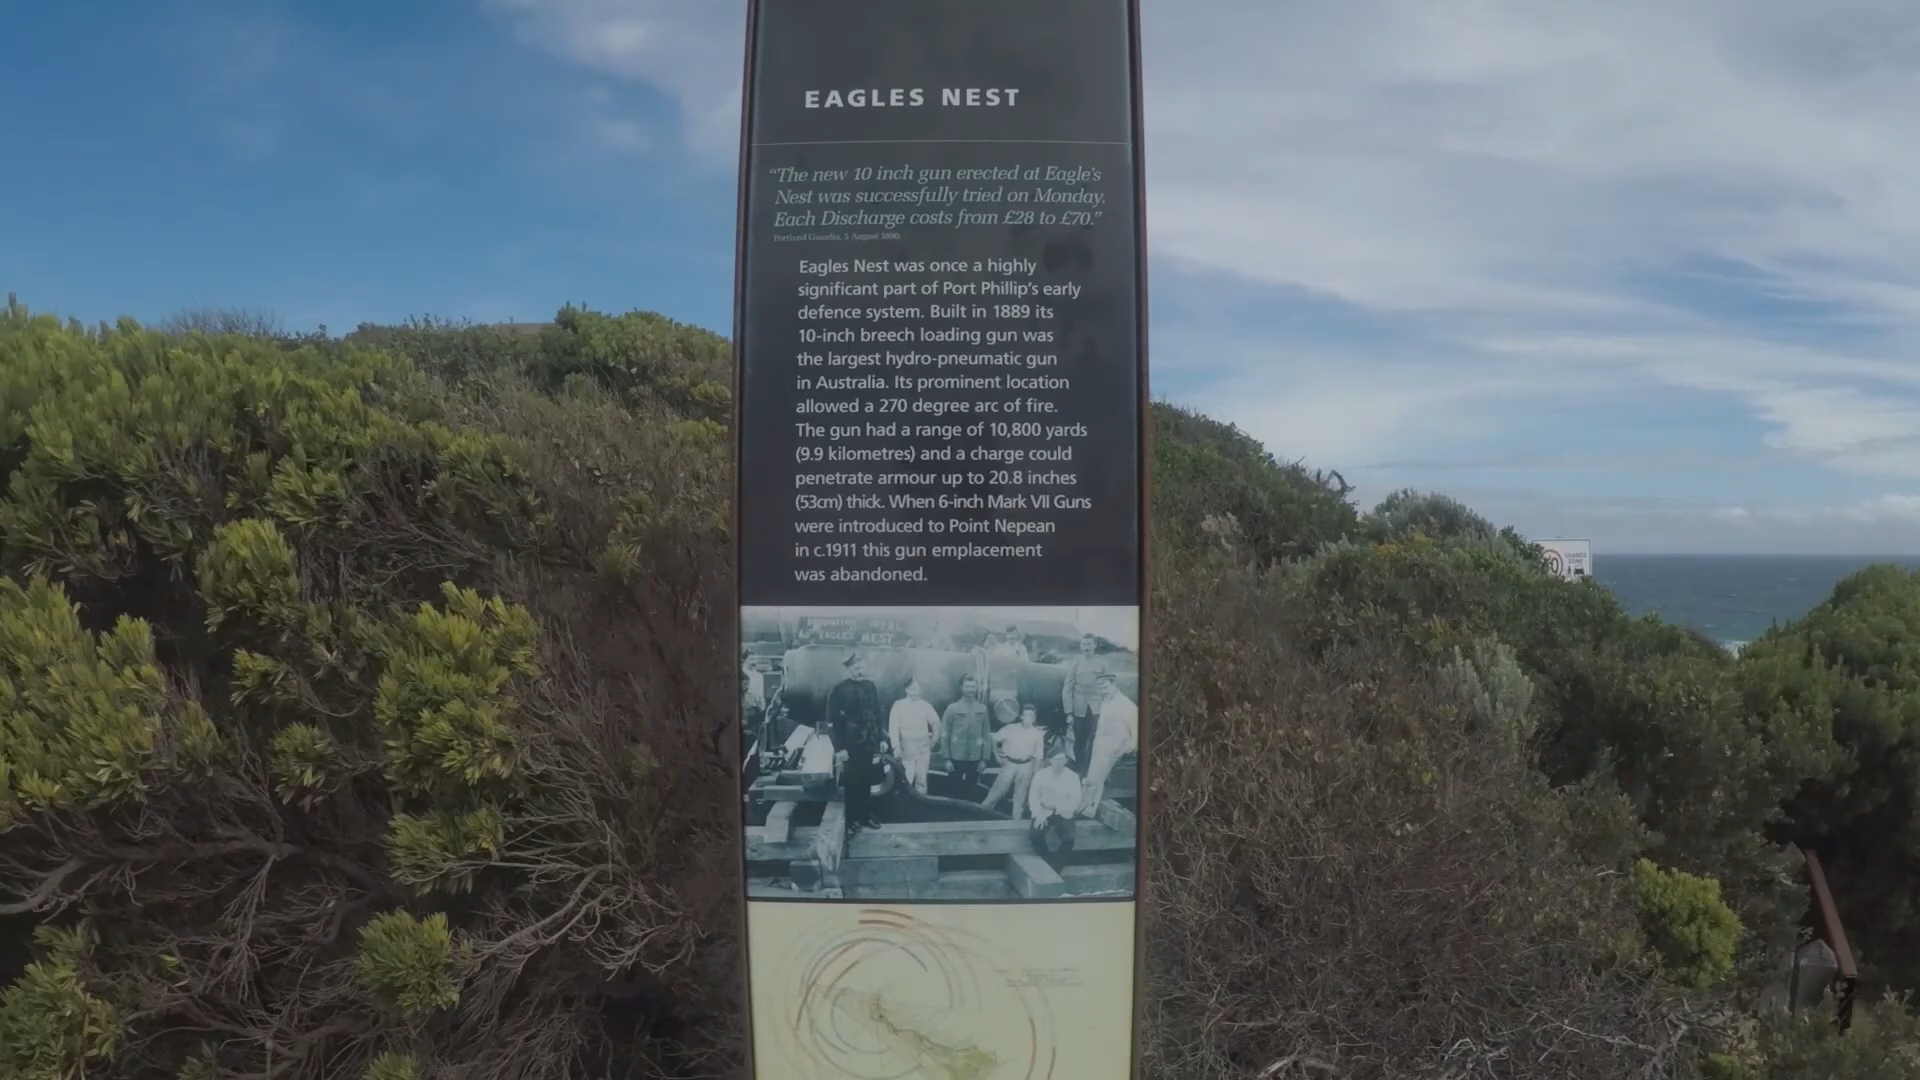 EAGLES NEST
“The new 10 inch gun erected at Eagle's
Nest was successfully tried on Monday.
Each Discharge costs from £28 to £70.”
Portland Guardia, 5 August 1890.
Eagles Nest was once a highly
significant part of Port Phillip's early
defence system. Built in 1889 its
10-inch breech loading gun was
the largest hydro-pneumatic gun
in Australia. Its prominent location
allowed a 270 degree arc of fire.
The gun had a range of 10,800 yards
(9.9 kilometres) and a charge could
penetrate armour up to 20.8 inches
(53cm) thick. When 6-inch Mark VII Guns
were introduced to Point Nepean
in c.1911 this gun emplacement
was abandoned.
EAGLES NEST